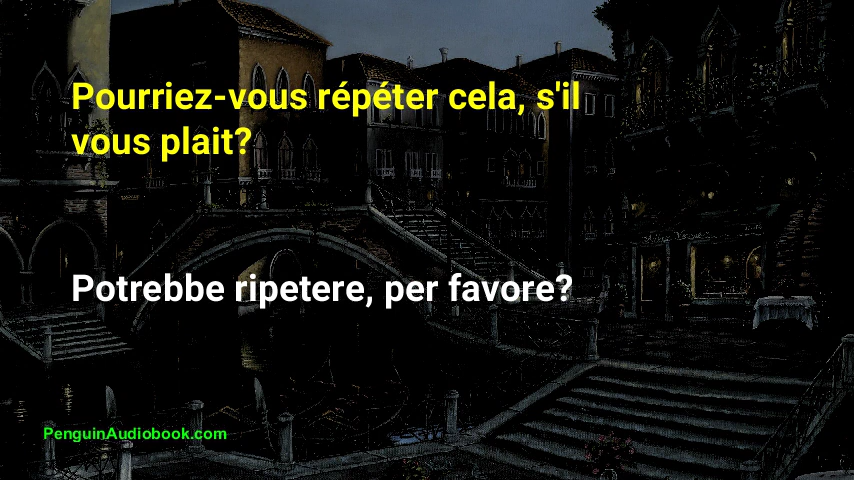 Pourriez-vous répéter cela, s'il
vous plait?
Potrebbe ripetere, per favore?
PenguinAudiobook.com